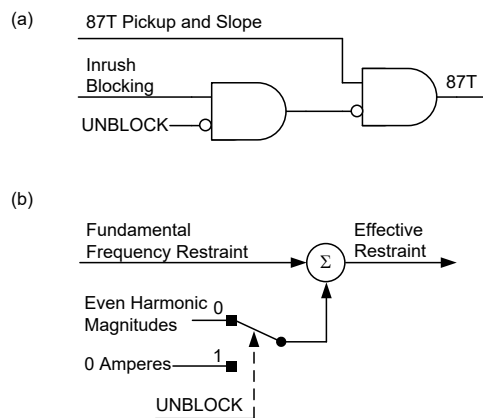 (a)
87T Pickup and Slope
Inrush
Blocking
87T
UNBLOCK
(b)
Fundamental
Frequency Restraint
Effective
Restraint
Σ
Even Harmonic
Magnitudes
0
0 Amperes
1
UNBLOCK